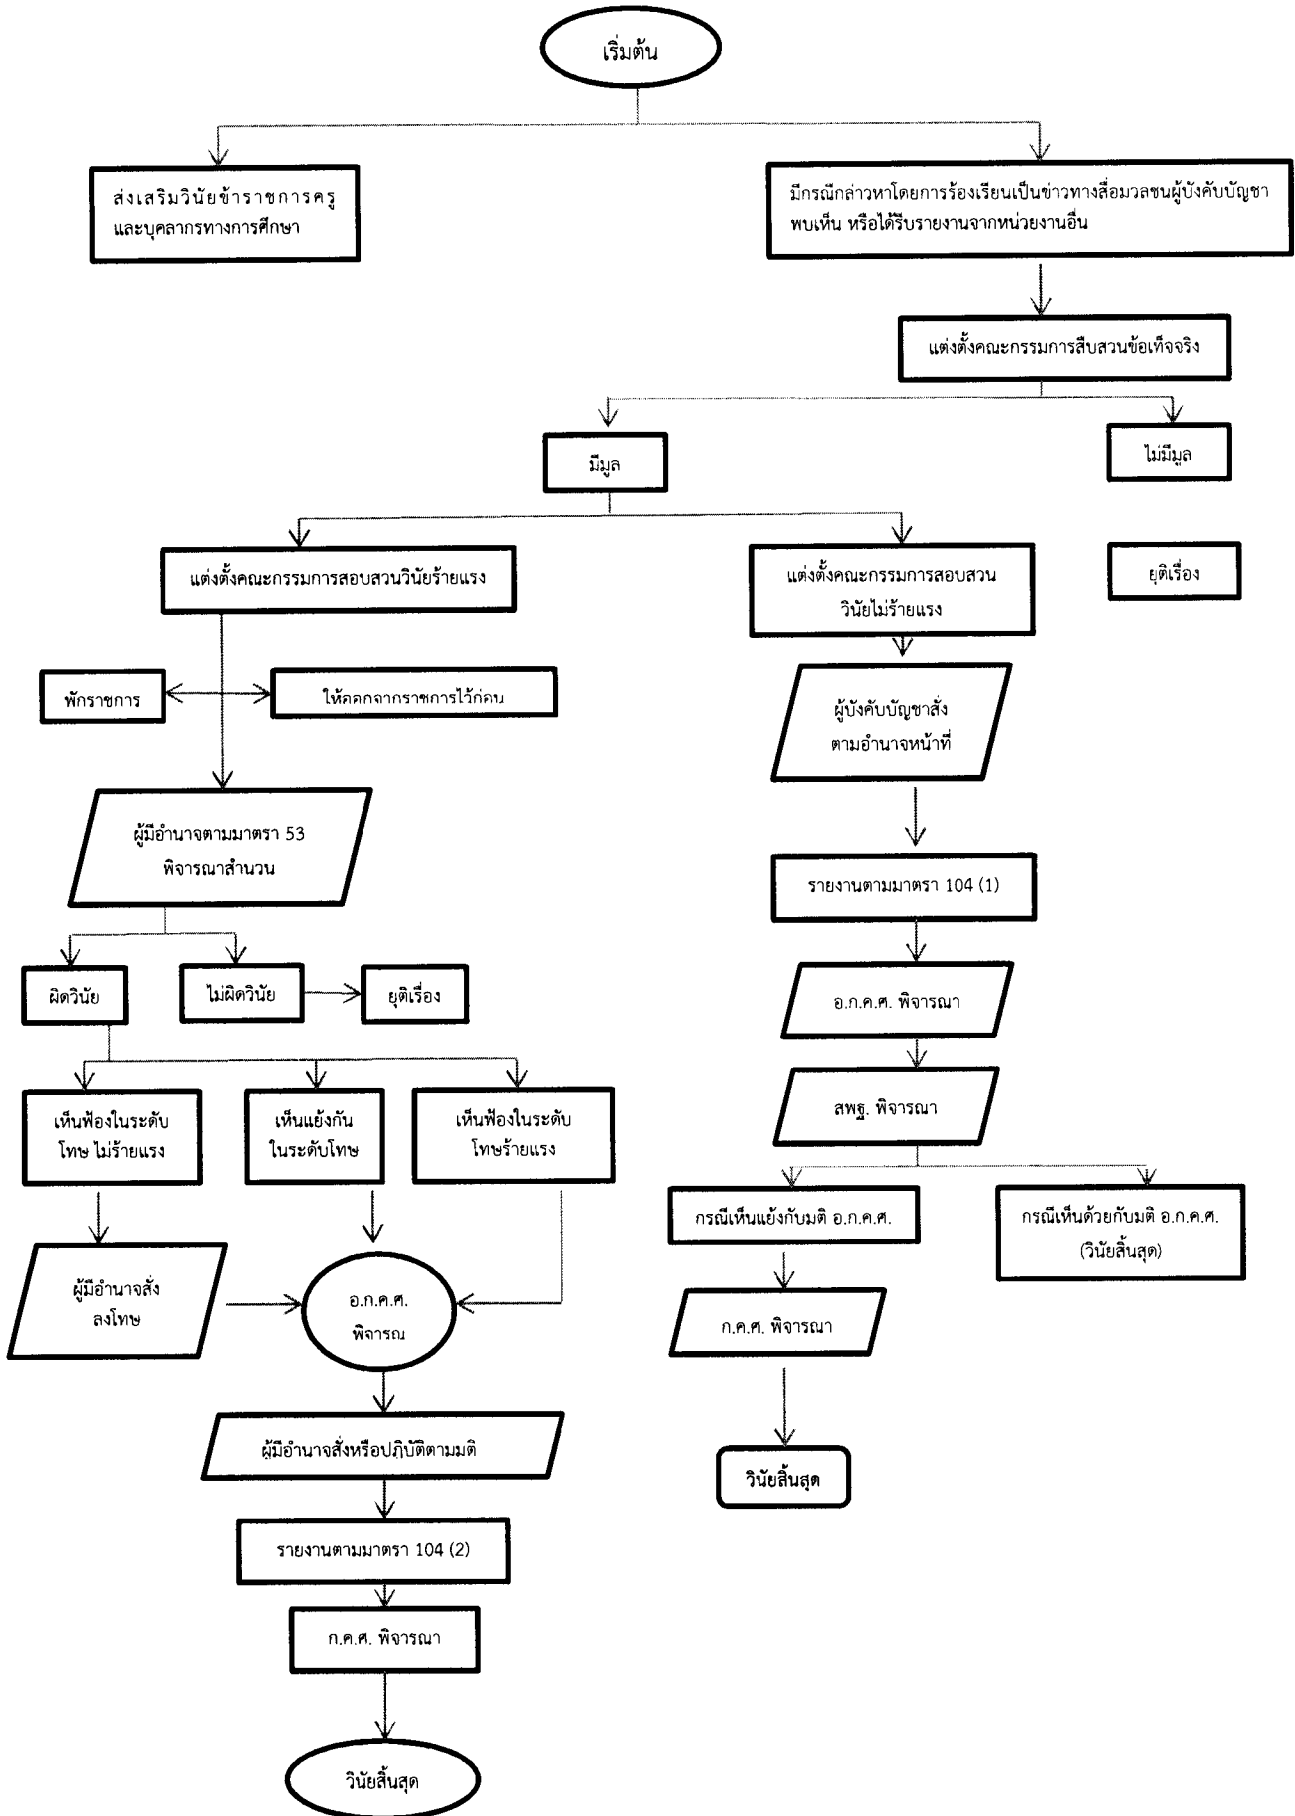 เริ่มต้น
ส่งเสริมวินัยข้าราชการครู
และบุคลากรทางการศึกษา
มีกรณีกล่าวหาโดยการร้องเรียนเป็นข่าวทางสื่อมวลชนผู้บังคับบัญชา
พบเห็น หรือได้รีบรายงานจากหน่วยงานอื่น
แต่งตั้งคณะกรรมการสืบสวนข้อเท็จจริง
มีมูล
ไม่มีมูล
แต่งตั้งคณะกรรมการสอบสวนวินัยร้ายแรง
แต่งตั้งคณะกรรมการสอบสวน
วินัยไม่ร้ายแรง
ยุติเรื่อง
พักราชการ
ให้ออกจากราชการไว้ก่อน
ผู้บังคับบัญชาสั่ง
ตามอำนาจหน้าที่
ผู้มีอำนาจตามมาตรา 53
พิจารณาสำนวน
รายงานตามมาตรา 104 (1)
ผิดวินัย
ไม่ผิดวินัย
ยุติเรื่อง
อ.ก.ค.ศ. พิจารณา
เห็นฟ้องในระดับ
โทษ ไม่ร้ายแรง
เห็นแย้งกัน
ในระดับโทษ
เห็นฟ้องในระดับ
โทษร้ายแรง
สพฐ. พิจารณา
กรณีเห็นแย้งกับมติ อ.ก.ค.ศ.
กรณีเห็นด้วยกับมติ อ.ก.ค.ศ.
(วินัยสิ้นสุด)
ผู้มีอำนาจสั่ง
ลงโทษ
อ.ก.ค.ศ.
พิจารณ
ก.ค.ศ. พิจารณา
ผู้มีอำนาจสั่งหรือปฏิบัติตามมติ
วินัยสิ้นสุด
รายงานตามมาตรา 104 (2)
ก.ค.ศ. พิจารณา
วินัยสิ้นสุด